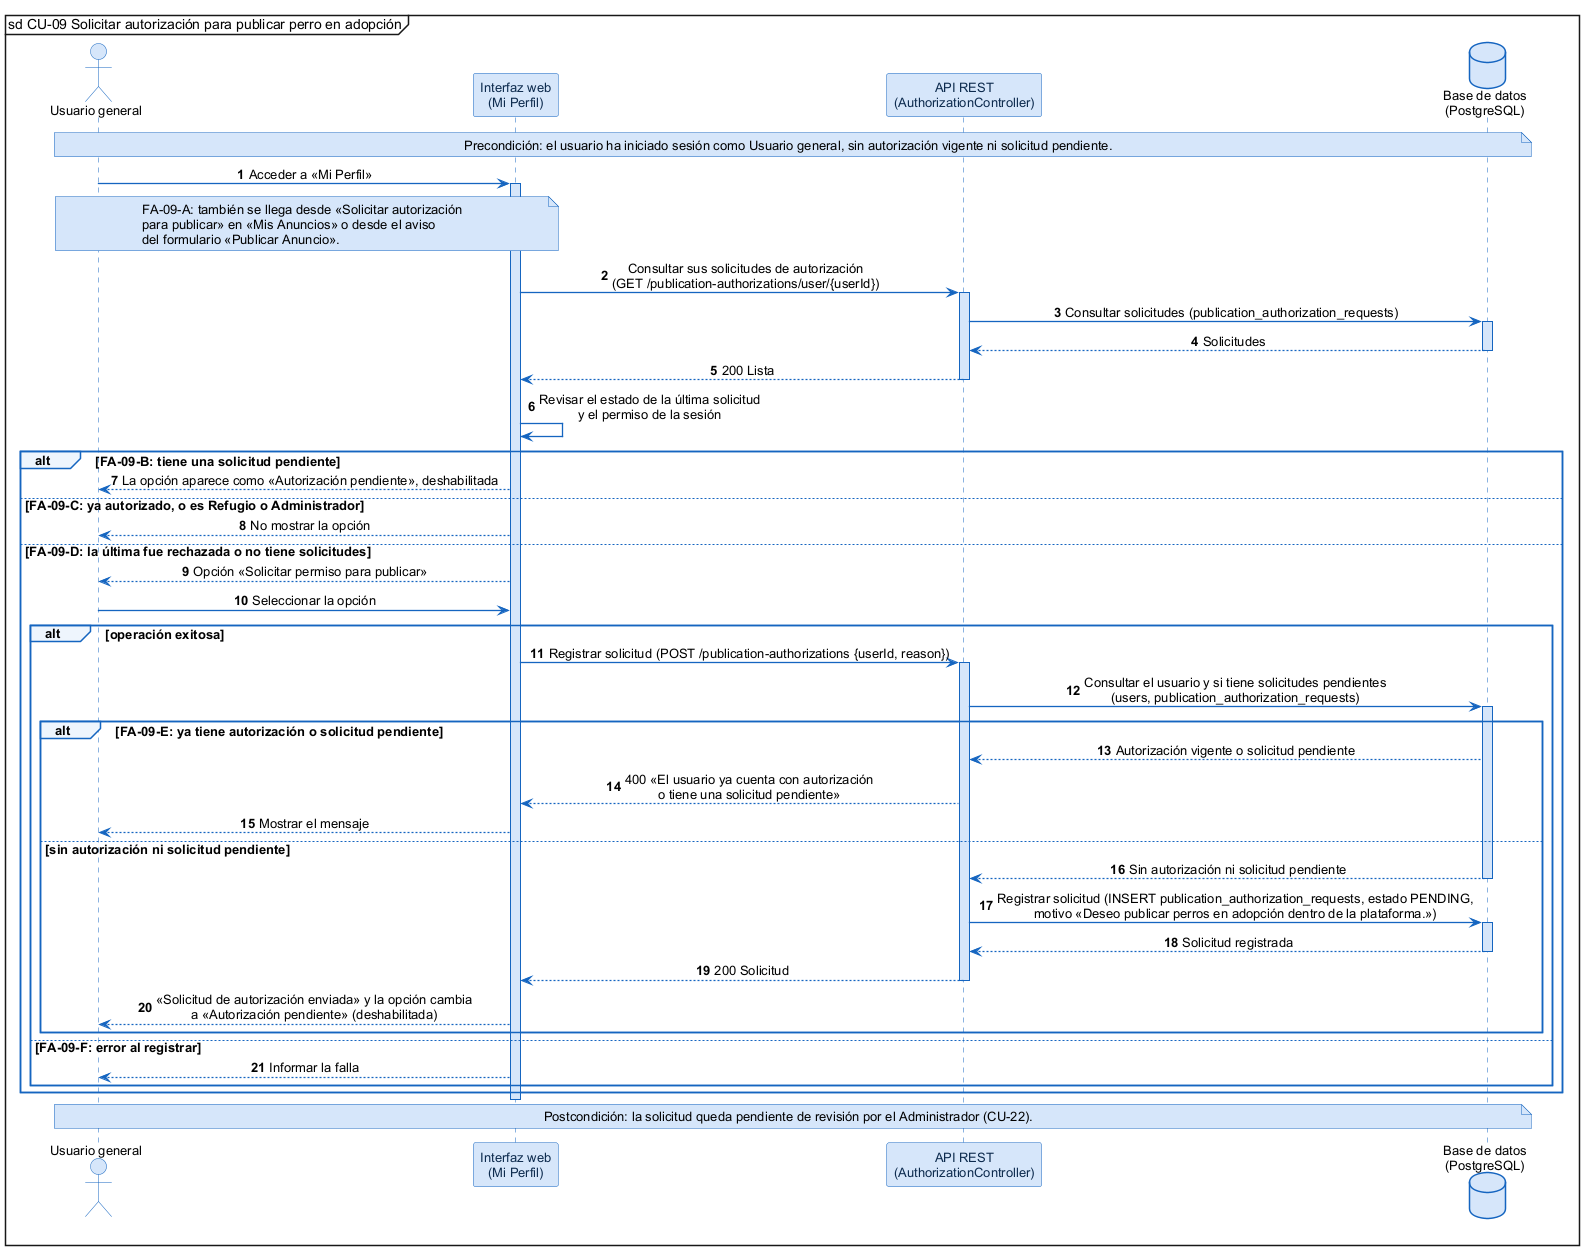 sd CU-09 Solicitar autorización para publicar perro en adopción
Usuario general
Interfaz web
(Mi Perfil)
API REST
(AuthorizationController)
Base de datos
(PostgreSQL)
Precondición: el usuario ha iniciado sesión como Usuario general, sin autorización vigente ni solicitud pendiente.
1 Acceder a «Mi Perfil»
FA-09-A: también se llega desde «Solicitar autorización
para publicar» en «Mis Anuncios» o desde el aviso
del formulario «Publicar Anuncio».
2 Consultar sus solicitudes de autorización
(GET /publication-authorizations/user/{userId})
3 Consultar solicitudes (publication_authorization_requests)
4 Solicitudes
5 200 Lista
6 Revisar el estado de la última solicitud
y el permiso de la sesión
alt [FA-09-B: tiene una solicitud pendiente]
7 La opción aparece como «Autorización pendiente», deshabilitada
[FA-09-C: ya autorizado, o es Refugio o Administrador]
8 No mostrar la opción
[FA-09-D: la última fue rechazada o no tiene solicitudes]
9 Opción «Solicitar permiso para publicar»
10 Seleccionar la opción
alt [operación exitosa]
11 Registrar solicitud (POST /publication-authorizations {userId, reason})
12 Consultar el usuario y si tiene solicitudes pendientes
(users, publication_authorization_requests)
alt [FA-09-E: ya tiene autorización o solicitud pendiente]
13 Autorización vigente o solicitud pendiente
14 400 «El usuario ya cuenta con autorización
o tiene una solicitud pendiente»
15 Mostrar el mensaje
[sin autorización ni solicitud pendiente]
16 Sin autorización ni solicitud pendiente
17 Registrar solicitud (INSERT publication_authorization_requests, estado PENDING,
motivo «Deseo publicar perros en adopción dentro de la plataforma.»)
18 Solicitud registrada
19 200 Solicitud
20 «Solicitud de autorización enviada» y la opción cambia
a «Autorización pendiente» (deshabilitada)
[FA-09-F: error al registrar]
21 Informar la falla
Postcondición: la solicitud queda pendiente de revisión por el Administrador (CU-22).
Usuario general
Interfaz web
(Mi Perfil)
API REST
(AuthorizationController)
Base de datos
(PostgreSQL)